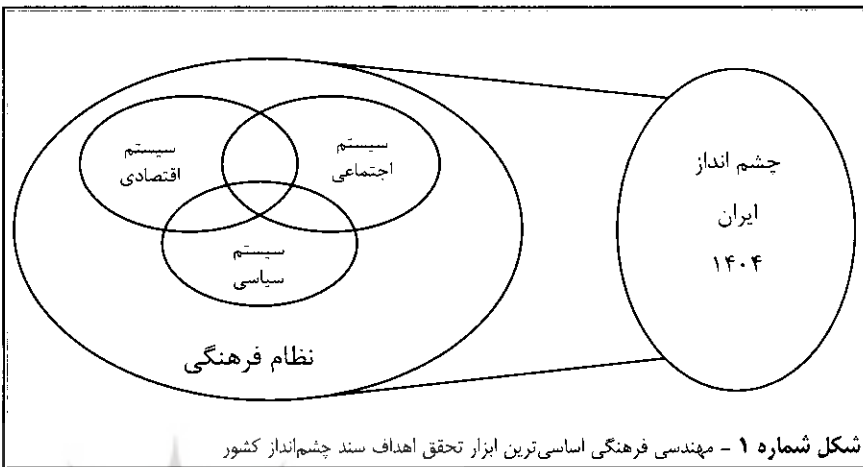 سیستم
اقتصادی
سیستم
اجتماعی
سیستم
سیاسی
نظام فرهنگی
چشم انداز
ایران
۱۴۰۴
شکل شماره ۱ - مهندسی فرهنگی اساسی‌ترین ابزار تحقق اهداف سند چشم‌انداز کشور